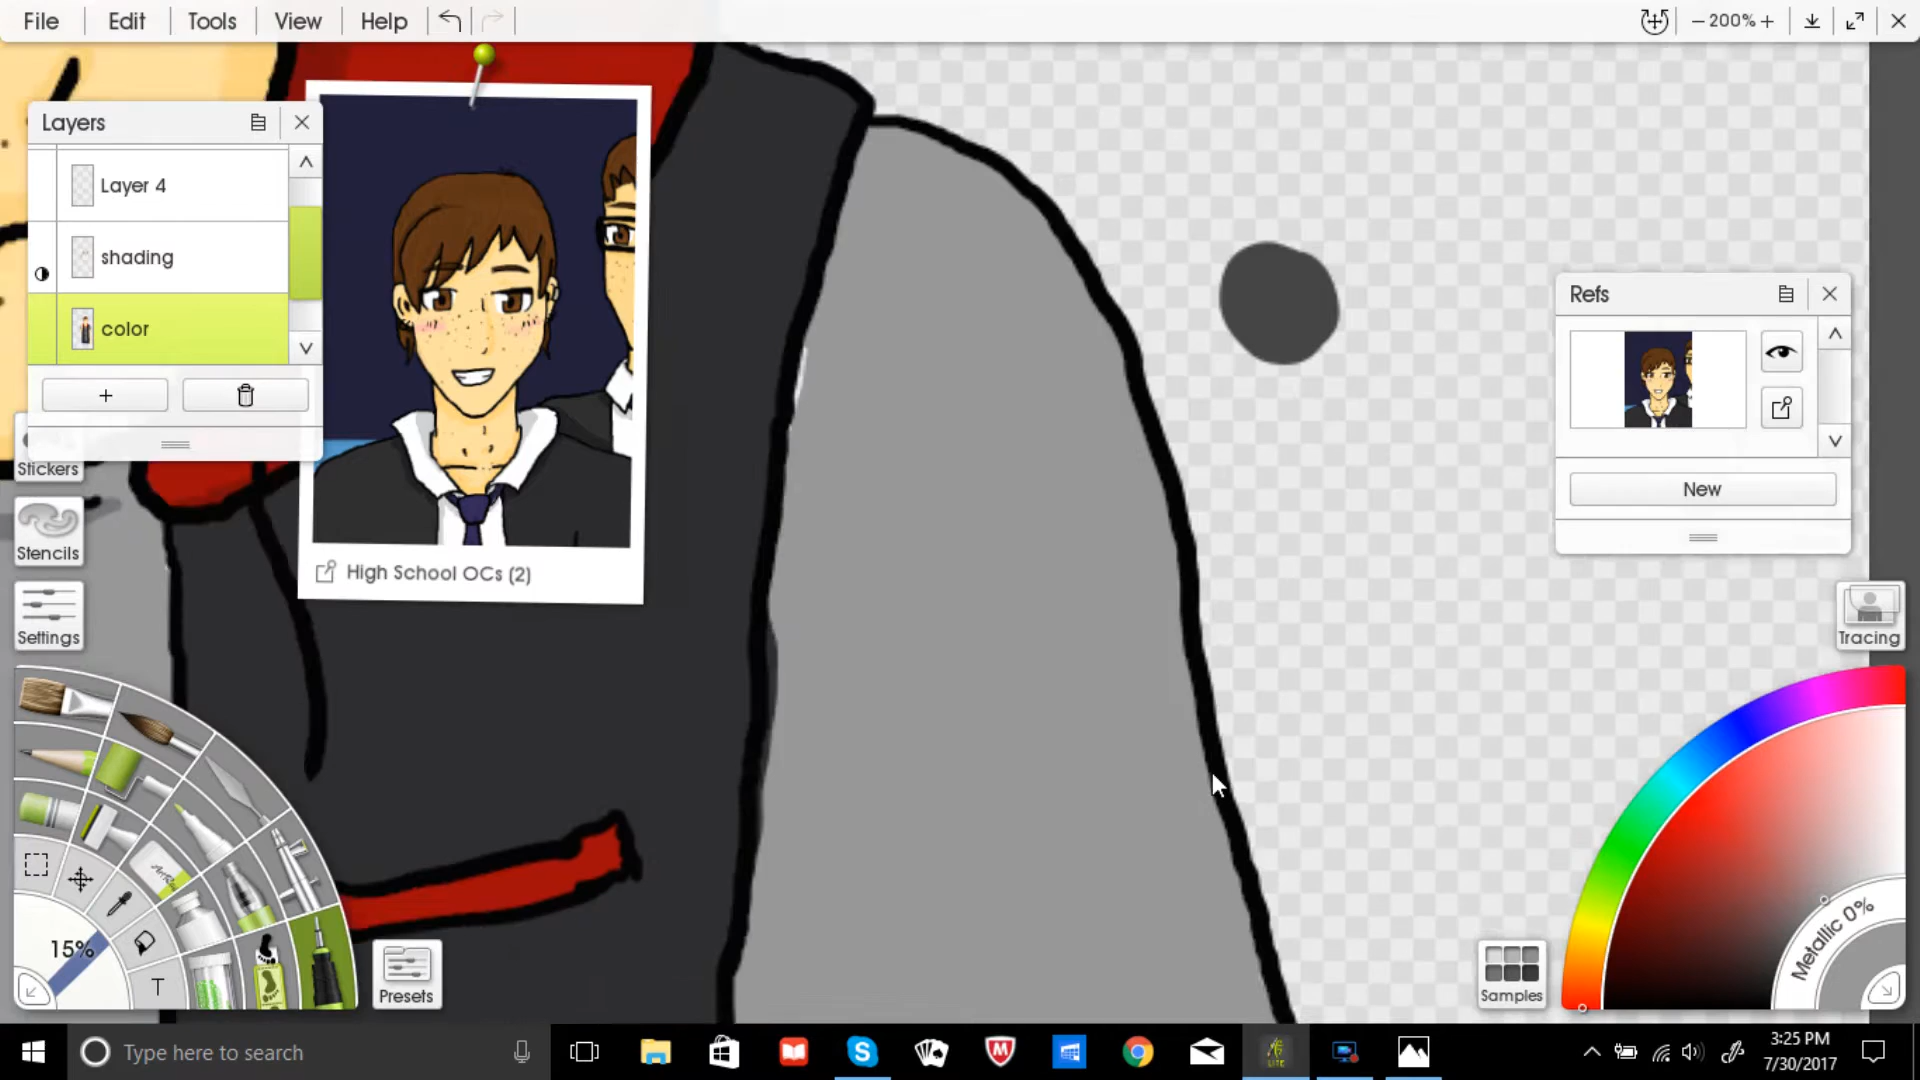 File Edit Tools View Help 200%
Layers
Layer 4
shading
color
Stickers
Stencils
Settings
High School OCs (2)
Refs
New
Tracing
15%
T
Presets
Metallic 0%
Samples
Type here to search
LITE
3:25 PM
7/30/2017